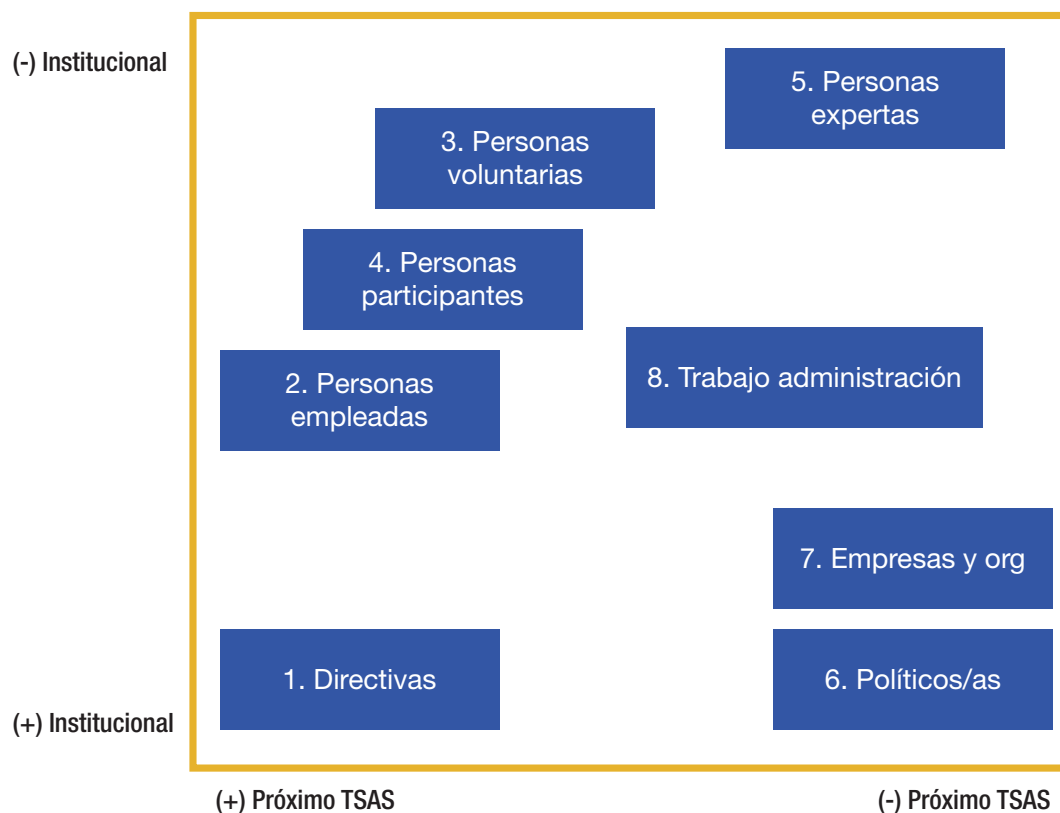 (-) Institucional
5. Personas
expertas
3. Personas
voluntarias
4. Personas
participantes
2. Personas
empleadas
8. Trabajo administración
7. Empresas y org
1. Directivas
6. Políticos/as
(+) Institucional
(+) Próximo TSAS
(-) Próximo TSAS